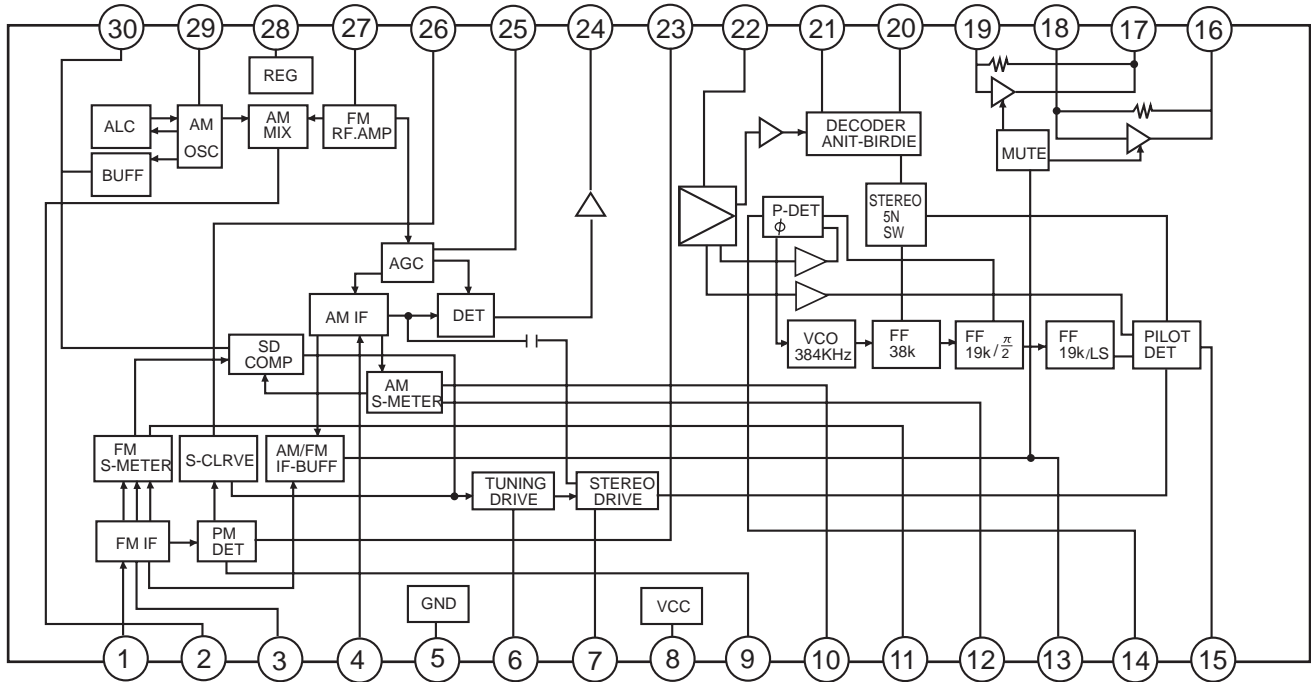 30 29 28 27 26 25 24 23 22 21 20 19 18 17 16
REG
ALC
AM
OSC
AM
MIX
FM
RF.AMP
BUFF
DECODER
ANIT-BIRDIE
MUTE
STEREO
5N
SW
P-DET
ϕ
AGC
AM IF
DET
SD
COMP
AM
S-METER
VCO
384KHz
FF
38k
FF
19k/π/2
FF
19k/LS
PILOT
DET
FM
S-METER
S-CLRVE
AM/FM
IF-BUFF
TUNING
DRIVE
STEREO
DRIVE
FM IF
PM
DET
GND
VCC
1 2 3 4 5 6 7 8 9 10 11 12 13 14 15